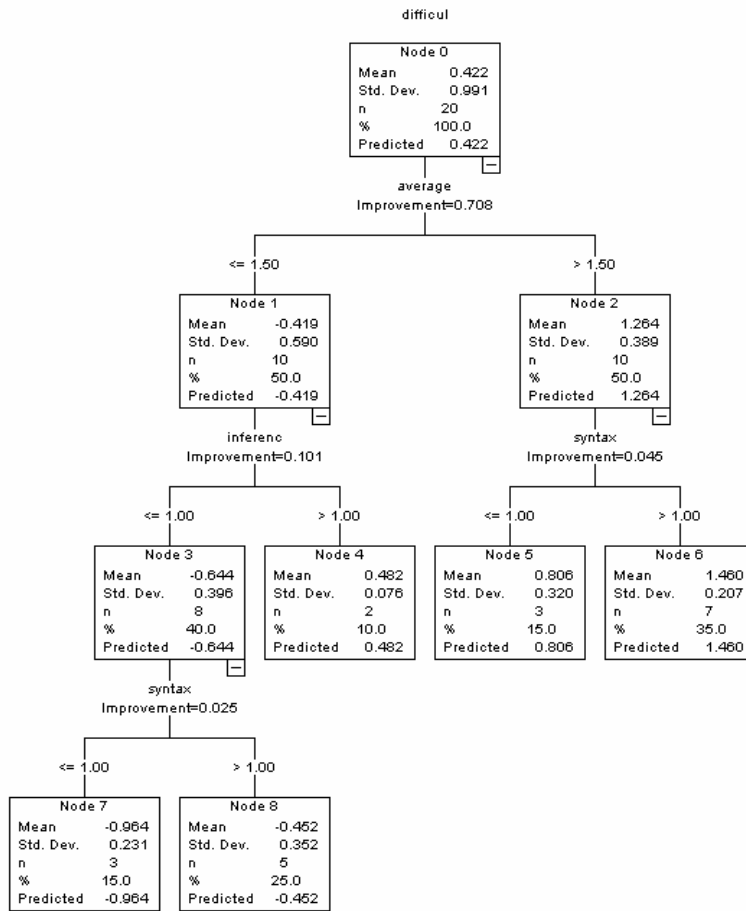 difficul
Node 0
Mean 0.422
Std. Dev. 0.991
n 20
% 100.0
Predicted 0.422
average
Improvement=0.708
<= 1.50
> 1.50
Node 1
Mean -0.419
Std. Dev. 0.590
n 10
% 50.0
Predicted -0.419
Node 2
Mean 1.264
Std. Dev. 0.389
n 10
% 50.0
Predicted 1.264
inferenc
Improvement=0.101
syntax
Improvement=0.045
<= 1.00
> 1.00
<= 1.00
> 1.00
Node 3
Mean -0.644
Std. Dev. 0.396
n 8
% 40.0
Predicted -0.644
Node 4
Mean 0.482
Std. Dev. 0.076
n 2
% 10.0
Predicted 0.482
Node 5
Mean 0.806
Std. Dev. 0.320
n 3
% 15.0
Predicted 0.806
Node 6
Mean 1.460
Std. Dev. 0.207
n 7
% 35.0
Predicted 1.460
syntax
Improvement=0.025
<= 1.00
> 1.00
Node 7
Mean -0.964
Std. Dev. 0.231
n 3
% 15.0
Predicted -0.964
Node 8
Mean -0.452
Std. Dev. 0.352
n 5
% 25.0
Predicted -0.452